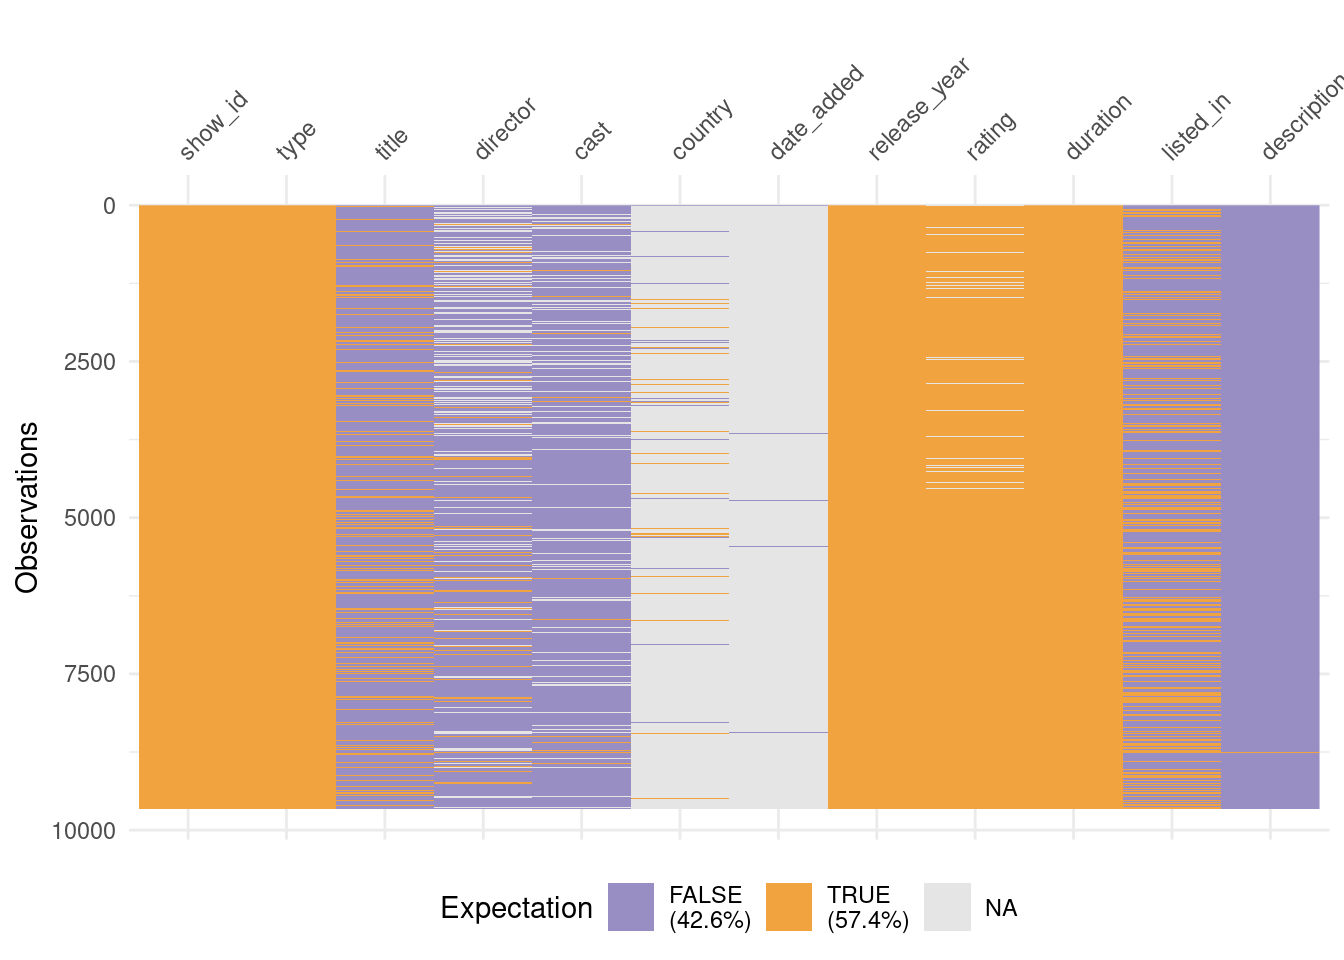 show_id
type
title
director
cast
country
date_added
release_year
rating
duration
listed_in
description
0
2500
5000
7500
10000
Observations
Expectation
FALSE
(42.6%)
TRUE
(57.4%)
NA